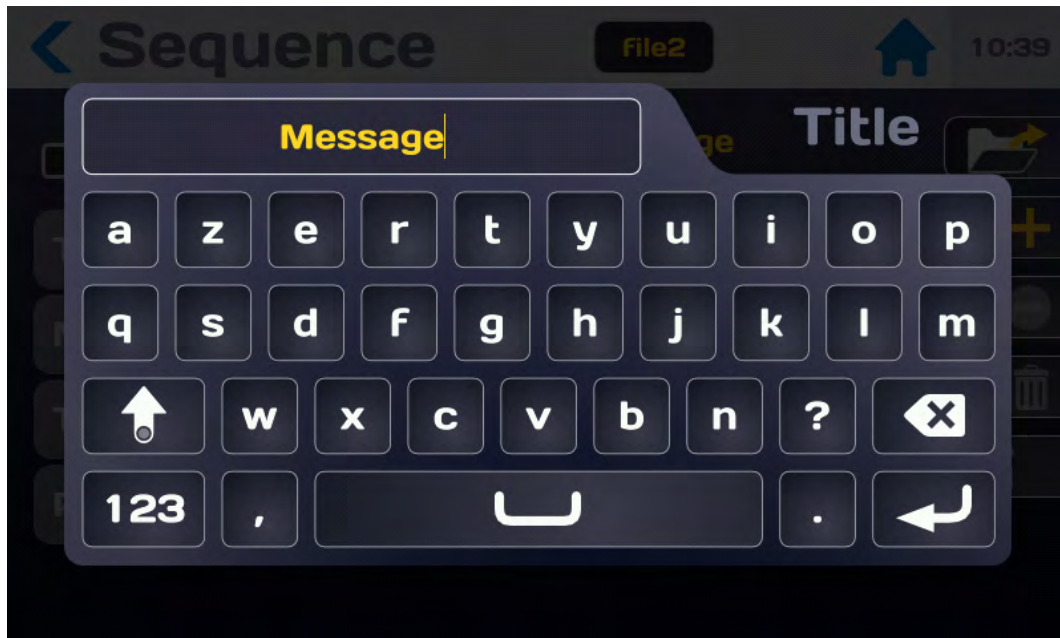 Sequence file2 10:39
Message
Title
a z e r t y u i o p
q s d f g h j k l m
w x c v b n ?
123 , .